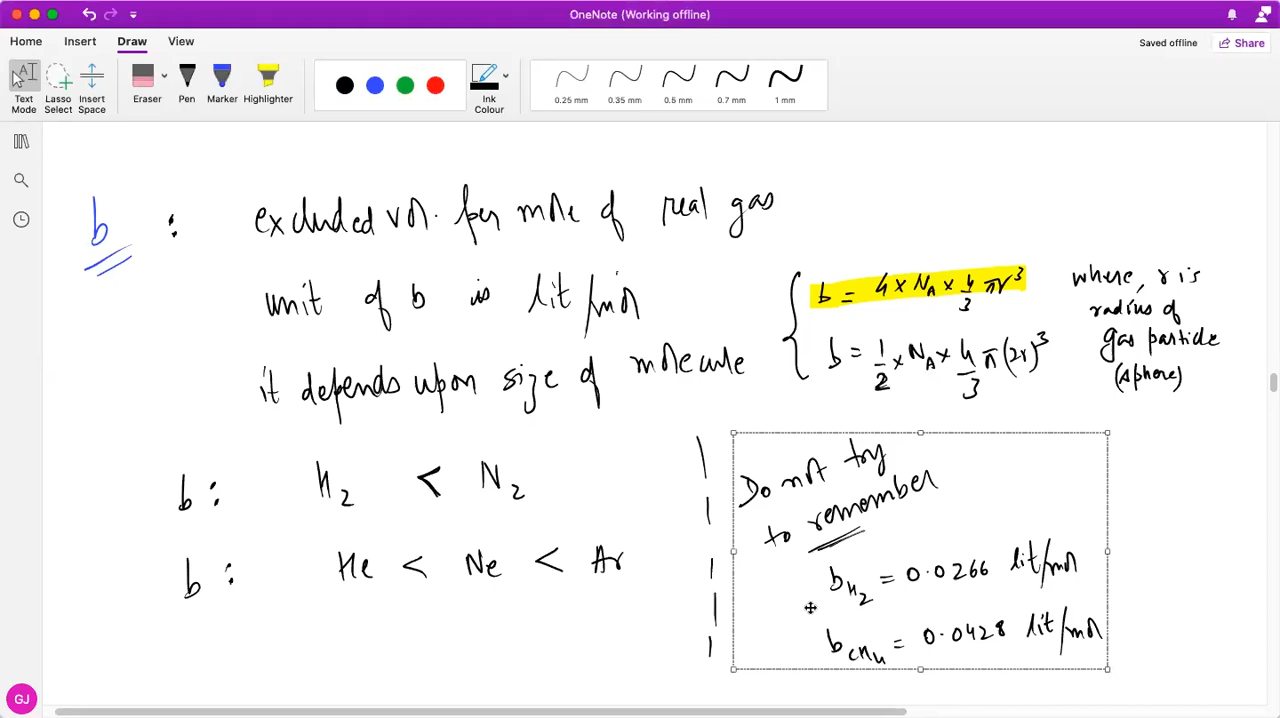 OneNote (Working offline)
Home Insert Draw View
Saved offline Share
Text Mode
Lasso Select
Insert Space
Eraser
Pen
Marker
Highlighter
Ink Colour
0.25 mm 0.35 mm 0.5 mm 0.7 mm 1 mm
b : excluded vol. per mole of real gas
unit of b is lit/mol
it depends upon size of molecule
b = 4 × N_A × 4/3 πr³
b = 1/2 × N_A × 4/3 π(2r)³
where, r is
radius of
gas particle
(sphere)
b : H₂ < N₂
b : He < Ne < Ar
Do not try
to remember
b_H₂ = 0.0266 lit/mol
b_CH₄ = 0.0428 lit/mol
GJ